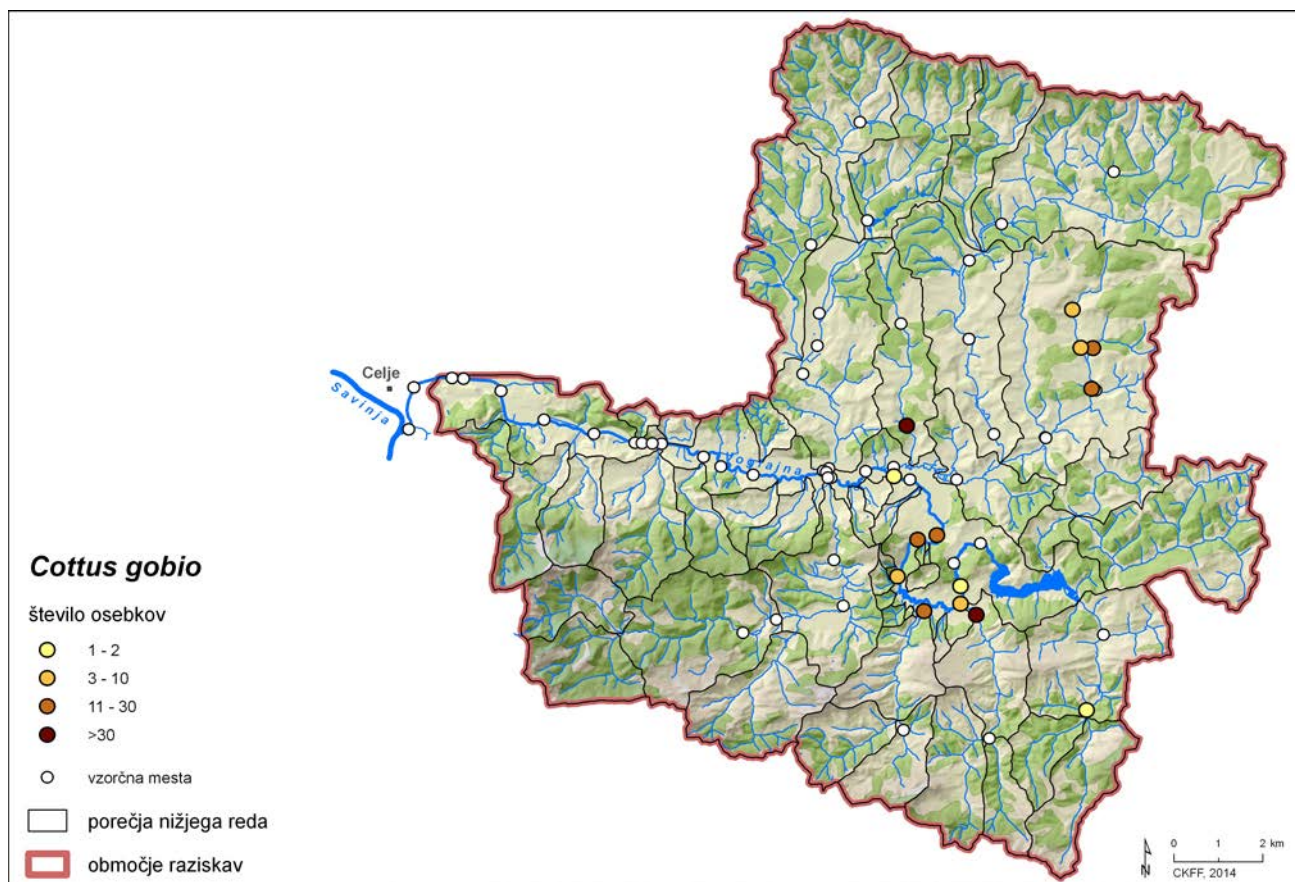 Celje
Savinja
Voglajna
Cottus gobio
število osebkov
1 - 2
3 - 10
11 - 30
>30
vzorčna mesta
porečja nižjega reda
območje raziskav
N
0 1 2 km
CKFF, 2014